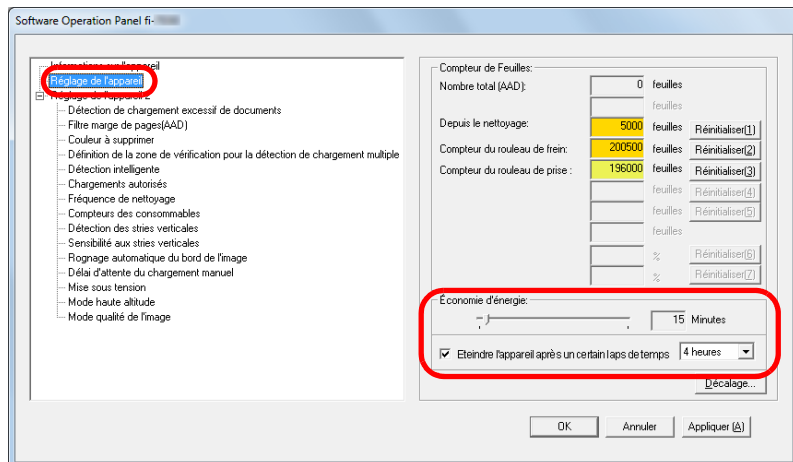 Software Operation Panel fi-
Informations sur l'appareil
Réglage de l'appareil
Réglage de l'appareil 2
Détection de chargement excessif de documents
Filtre marge de pages(AAD)
Couleur à supprimer
Définition de la zone de vérification pour la détection de chargement multiple
Détection intelligente
Chargements autorisés
Fréquence de nettoyage
Compteurs des consommables
Détection des stries verticales
Sensibilité aux stries verticales
Rognage automatique du bord de l'image
Délai d'attente du chargement manuel
Mise sous tension
Mode haute altitude
Mode qualité de l'image
Compteur de Feuilles:
Nombre total (AAD): 0 feuilles
feuilles
Depuis le nettoyage: 5000 feuilles Réinitialiser(1)
Compteur du rouleau de frein: 200500 feuilles Réinitialiser(2)
Compteur du rouleau de prise : 196000 feuilles Réinitialiser(3)
feuilles Réinitialiser(4)
feuilles Réinitialiser(5)
feuilles
% Réinitialiser(6)
% Réinitialiser(7)
Économie d'énergie:
15 Minutes
Eteindre l'appareil après un certain laps de temps 4 heures
Décalage...
OK Annuler Appliquer (A)